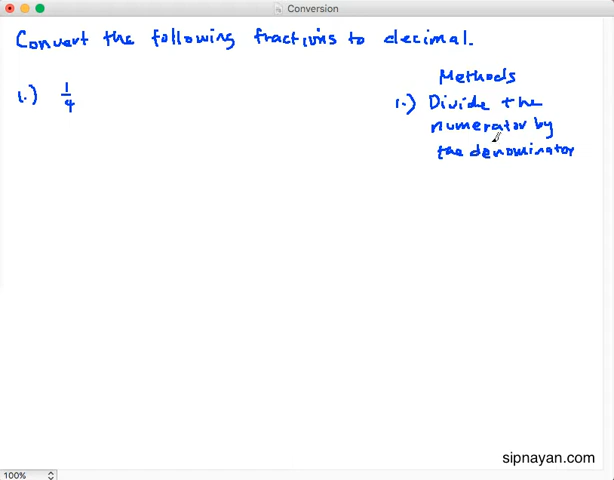 Conversion
Convert the following fractions to decimal.
Methods
1.) 1/4
1.) Divide the
numerator by
the denominator
sipnayan.com
100%